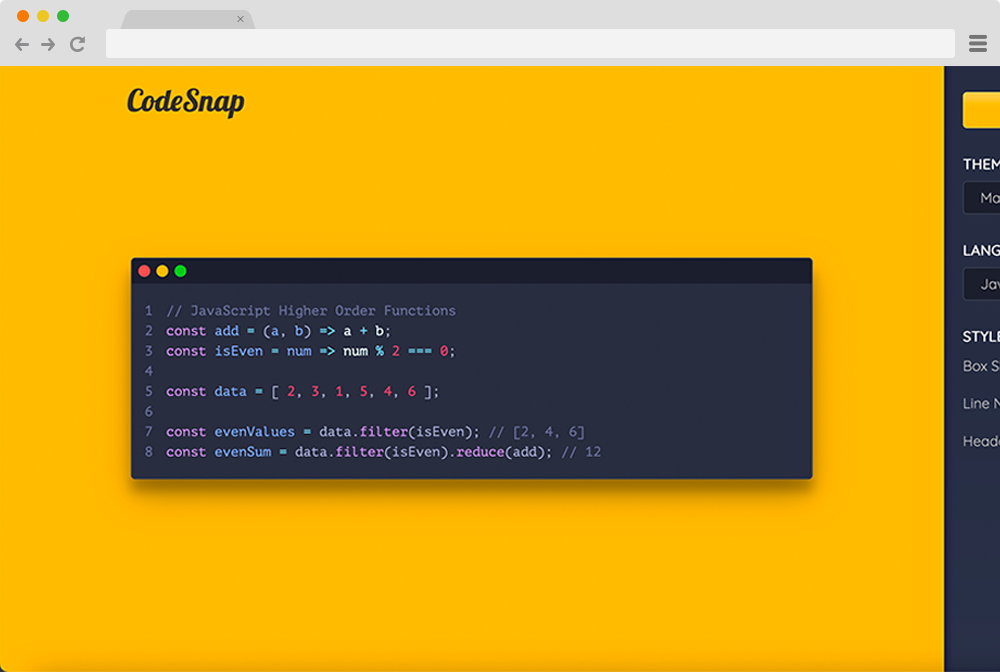 CodeSnap
1 // JavaScript Higher Order Functions
2 const add = (a, b) => a + b;
3 const isEven = num => num % 2 === 0;
4
5 const data = [ 2, 3, 1, 5, 4, 6 ];
6
7 const evenValues = data.filter(isEven); // [2, 4, 6]
8 const evenSum = data.filter(isEven).reduce(add); // 12
THEM
Ma
LANG
Jav
STYLE
Box S
Line N
Heade